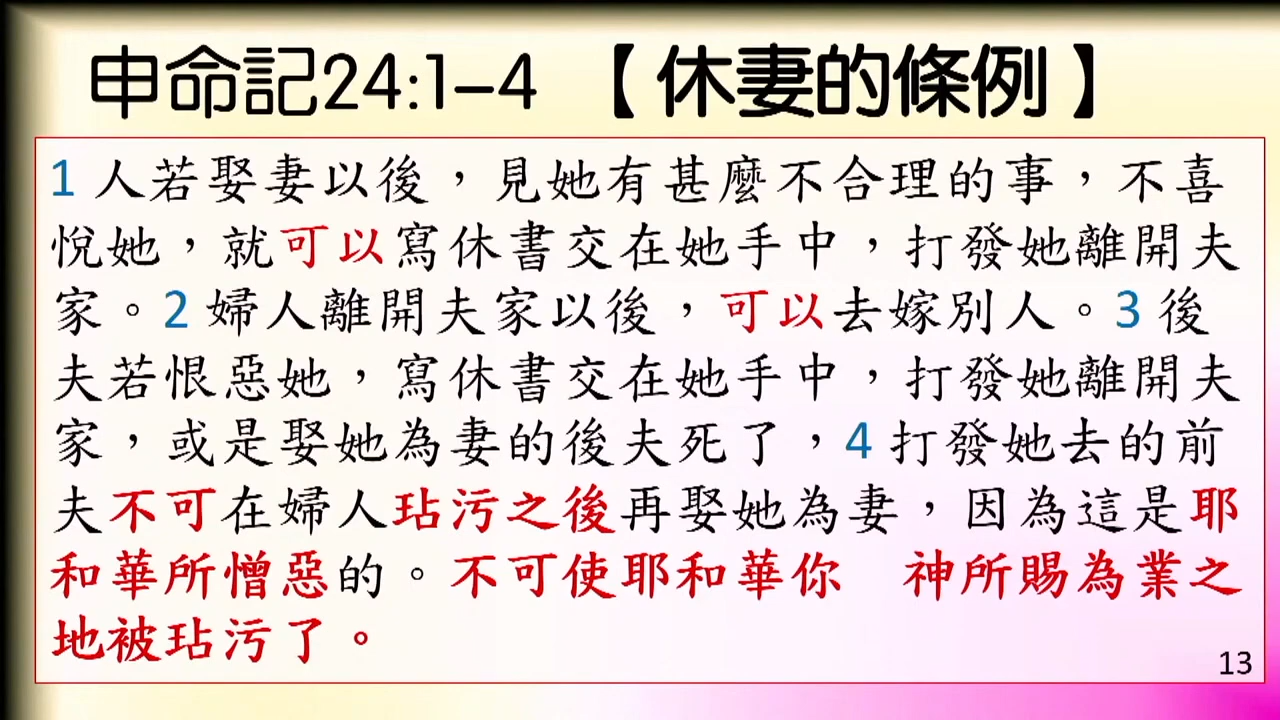 申命記24:1–4 【休妻的條例】
1 人若娶妻以後，見她有甚麼不合理的事，不喜
悅她，就可以寫休書交在她手中，打發她離開夫
家。2 婦人離開夫家以後，可以去嫁別人。3 後
夫若恨惡她，寫休書交在她手中，打發她離開夫
家，或是娶她為妻的後夫死了，4 打發她去的前
夫不可在婦人玷污之後再娶她為妻，因為這是耶
和華所憎惡的。不可使耶和華你　神所賜為業之
地被玷污了。
13